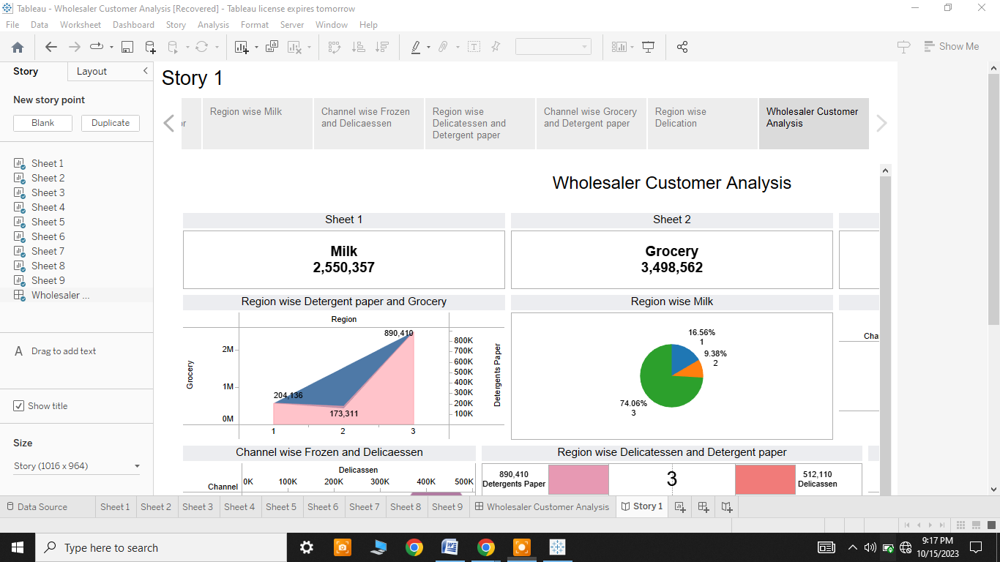 Tableau - Wholesaler Customer Analysis [Recovered] - Tableau license expires tomorrow
File Data Worksheet Dashboard Story Analysis Format Server Window Help
Show Me
Story Layout
New story point
Blank Duplicate
Sheet 1
Sheet 2
Sheet 3
Sheet 4
Sheet 5
Sheet 6
Sheet 7
Sheet 8
Sheet 9
Wholesaler ...
A Drag to add text
Show title
Size
Story (1016 x 964)
Story 1
Region wise Milk
Channel wise Frozen
and Delicaessen
Region wise
Delicatessen and
Detergent paper
Channel wise Grocery
and Detergent paper
Region wise
Delication
Wholesaler Customer
Analysis
Wholesaler Customer Analysis
Sheet 1
Milk
2,550,357
Sheet 2
Grocery
3,498,562
Region wise Detergent paper and Grocery
Region
Grocery
2M
1M
0M
890,410
204,136
173,311
800K
700K
600K
500K
400K
300K
200K
100K
Detergents Paper
1 2 3
Region wise Milk
16.56%
1
9.38%
2
74.06%
3
Channel wise Frozen and Delicaessen
Delicassen
Channel 0K 100K 200K 300K 400K 500K
Region wise Delicatessen and Detergent paper
890,410
Detergents Paper
3
512,110
Delicassen
Data Source Sheet 1 Sheet 2 Sheet 3 Sheet 4 Sheet 5 Sheet 6 Sheet 7 Sheet 8 Sheet 9 Wholesaler Customer Analysis Story 1
Type here to search
9:17 PM
10/15/2023